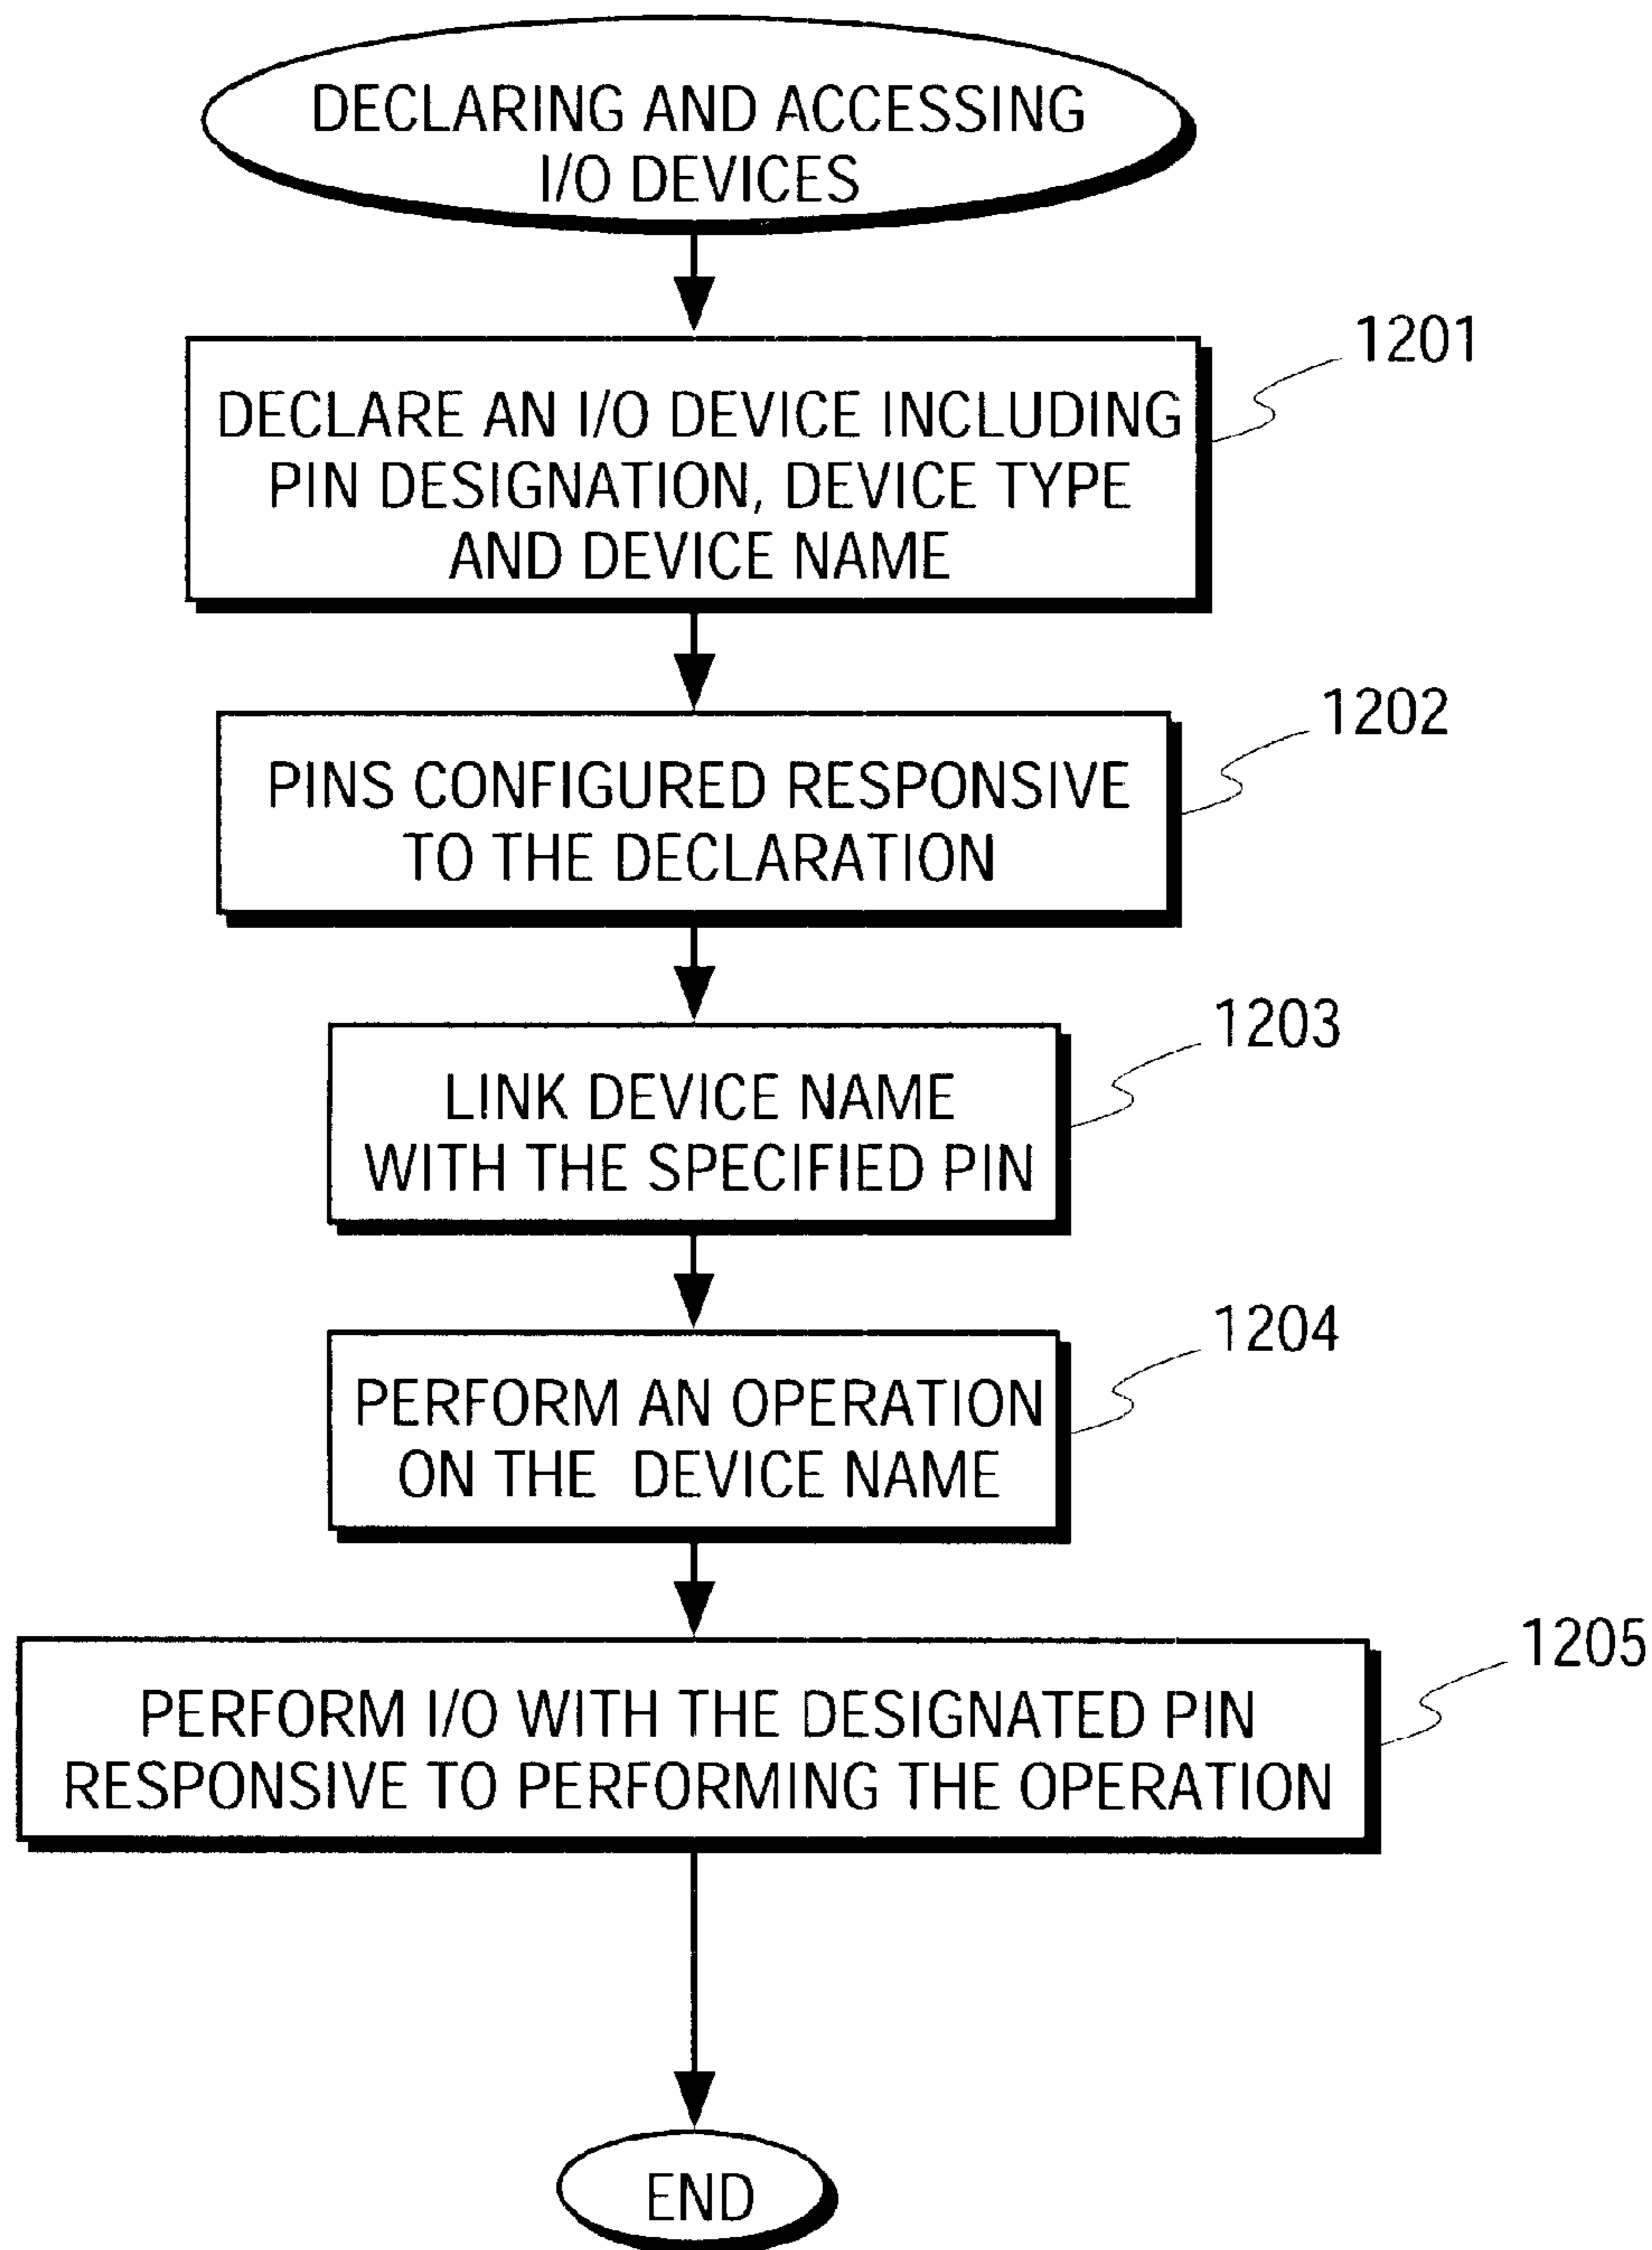 DECLARING AND ACCESSING
I/O DEVICES
1201
DECLARE AN I/O DEVICE INCLUDING
PIN DESIGNATION, DEVICE TYPE
AND DEVICE NAME
1202
PINS CONFIGURED RESPONSIVE
TO THE DECLARATION
1203
LINK DEVICE NAME
WITH THE SPECIFIED PIN
1204
PERFORM AN OPERATION
ON THE DEVICE NAME
1205
PERFORM I/O WITH THE DESIGNATED PIN
RESPONSIVE TO PERFORMING THE OPERATION
END